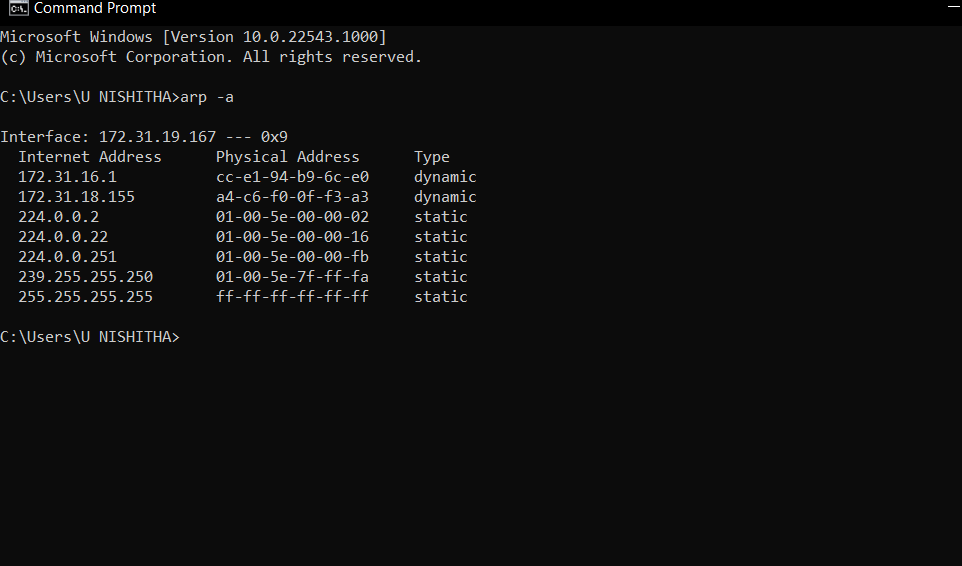 Command Prompt
Microsoft Windows [Version 10.0.22543.1000]
(c) Microsoft Corporation. All rights reserved.
C:\Users\U NISHITHA>arp -a
Interface: 172.31.19.167 --- 0x9
  Internet Address      Physical Address      Type
  172.31.16.1           cc-e1-94-b9-6c-e0     dynamic
  172.31.18.155         a4-c6-f0-0f-f3-a3     dynamic
  224.0.0.2             01-00-5e-00-00-02     static
  224.0.0.22            01-00-5e-00-00-16     static
  224.0.0.251           01-00-5e-00-00-fb     static
  239.255.255.250       01-00-5e-7f-ff-fa     static
  255.255.255.255       ff-ff-ff-ff-ff-ff     static
C:\Users\U NISHITHA>